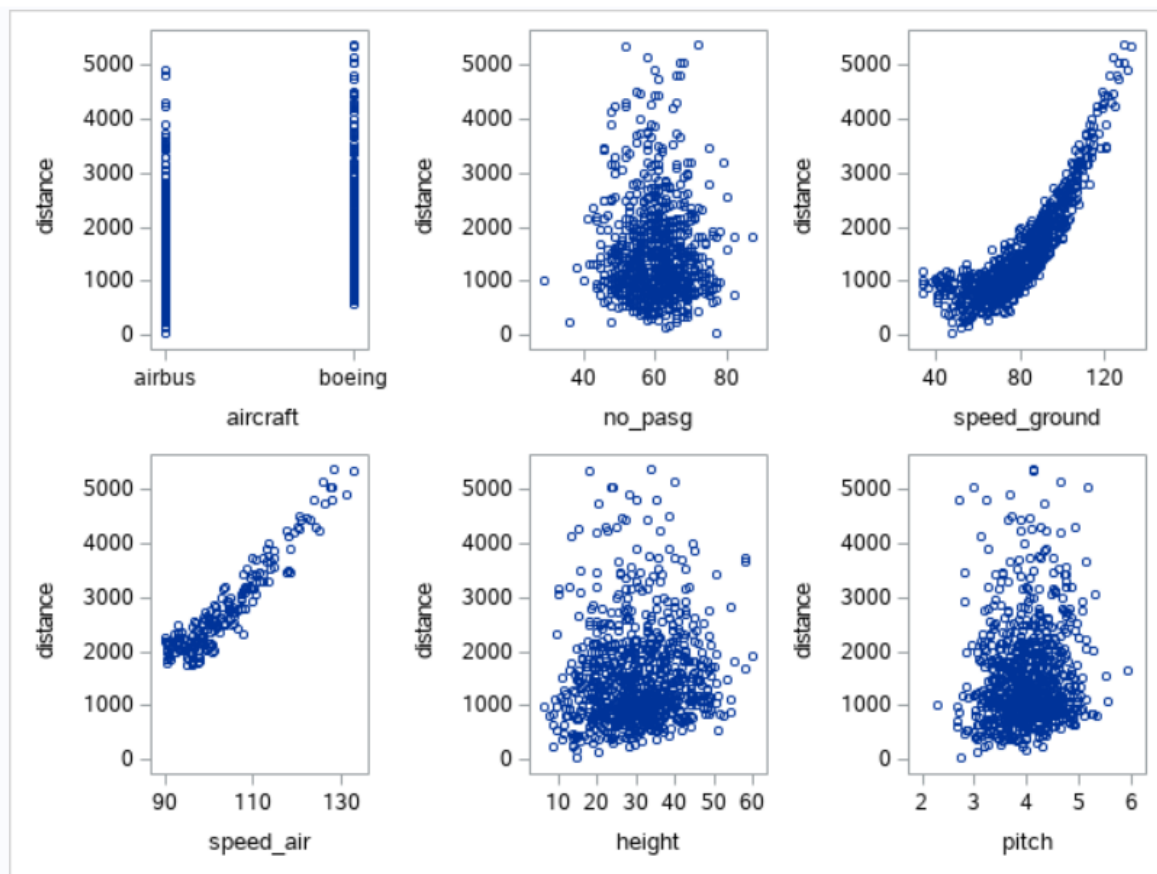 5000 5000 5000
4000 4000 4000
3000 3000 3000
2000 2000 2000
1000 1000 1000
0 0 0
distance distance distance
airbus boeing 40 60 80 40 80 120
aircraft no_pasg speed_ground
5000 5000 5000
4000 4000 4000
3000 3000 3000
2000 2000 2000
1000 1000 1000
0 0 0
distance distance distance
90 110 130 10 20 30 40 50 60 2 3 4 5 6
speed_air height pitch